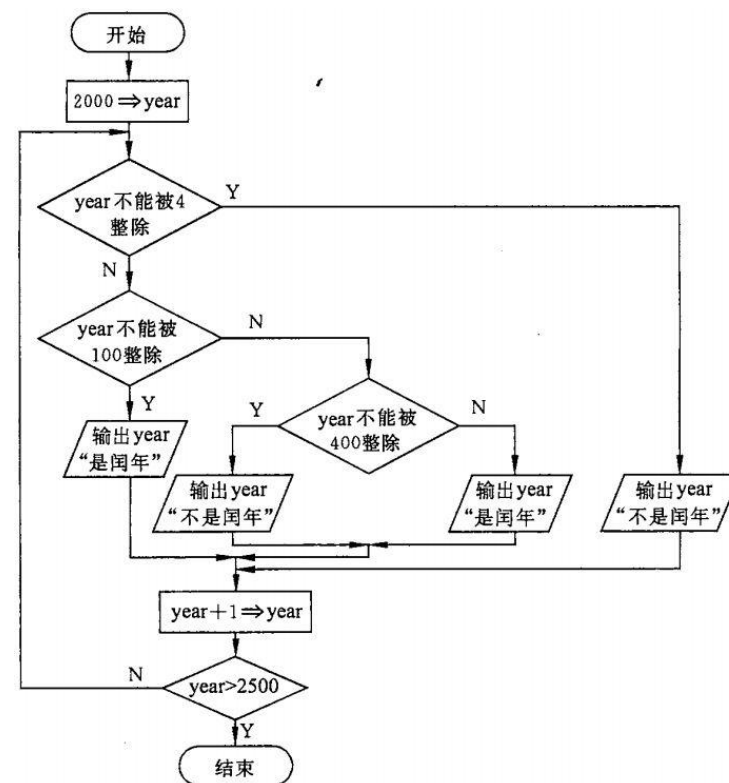 开始
2000⇒year
year不能被4
整除
Y
N
year不能被
100整除
N
Y
year不能被
400整除
Y
N
输出year
“是闰年”
输出year
“不是闰年”
输出year
“是闰年”
输出year
“不是闰年”
year+1⇒year
year>2500
N
Y
结束